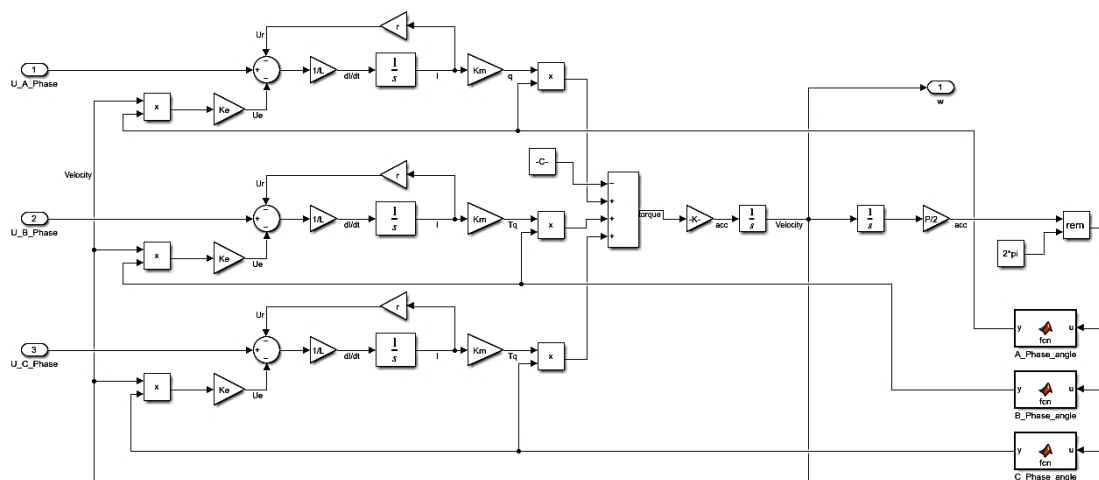 Ur
r
1
U_A_Phase
+
−
−
1/L
dI/dt
1
s
I
Km
q
x
x
Ke
Ue
1
w
Velocity
-C-
Ur
r
2
U_B_Phase
+
−
−
1/L
dI/dt
1
s
I
Km
Tq
x
x
Ke
Ue
−
+
+
+
torque
-K-
acc
1
s
Velocity
1
s
P/2
acc
rem
2*pi
Ur
r
3
U_C_Phase
+
−
−
1/L
dI/dt
1
s
I
Km
Tq
x
x
Ke
Ue
y
fcn
u
A_Phase_angle
y
fcn
u
B_Phase_angle
y
fcn
u
C_Phase_angle